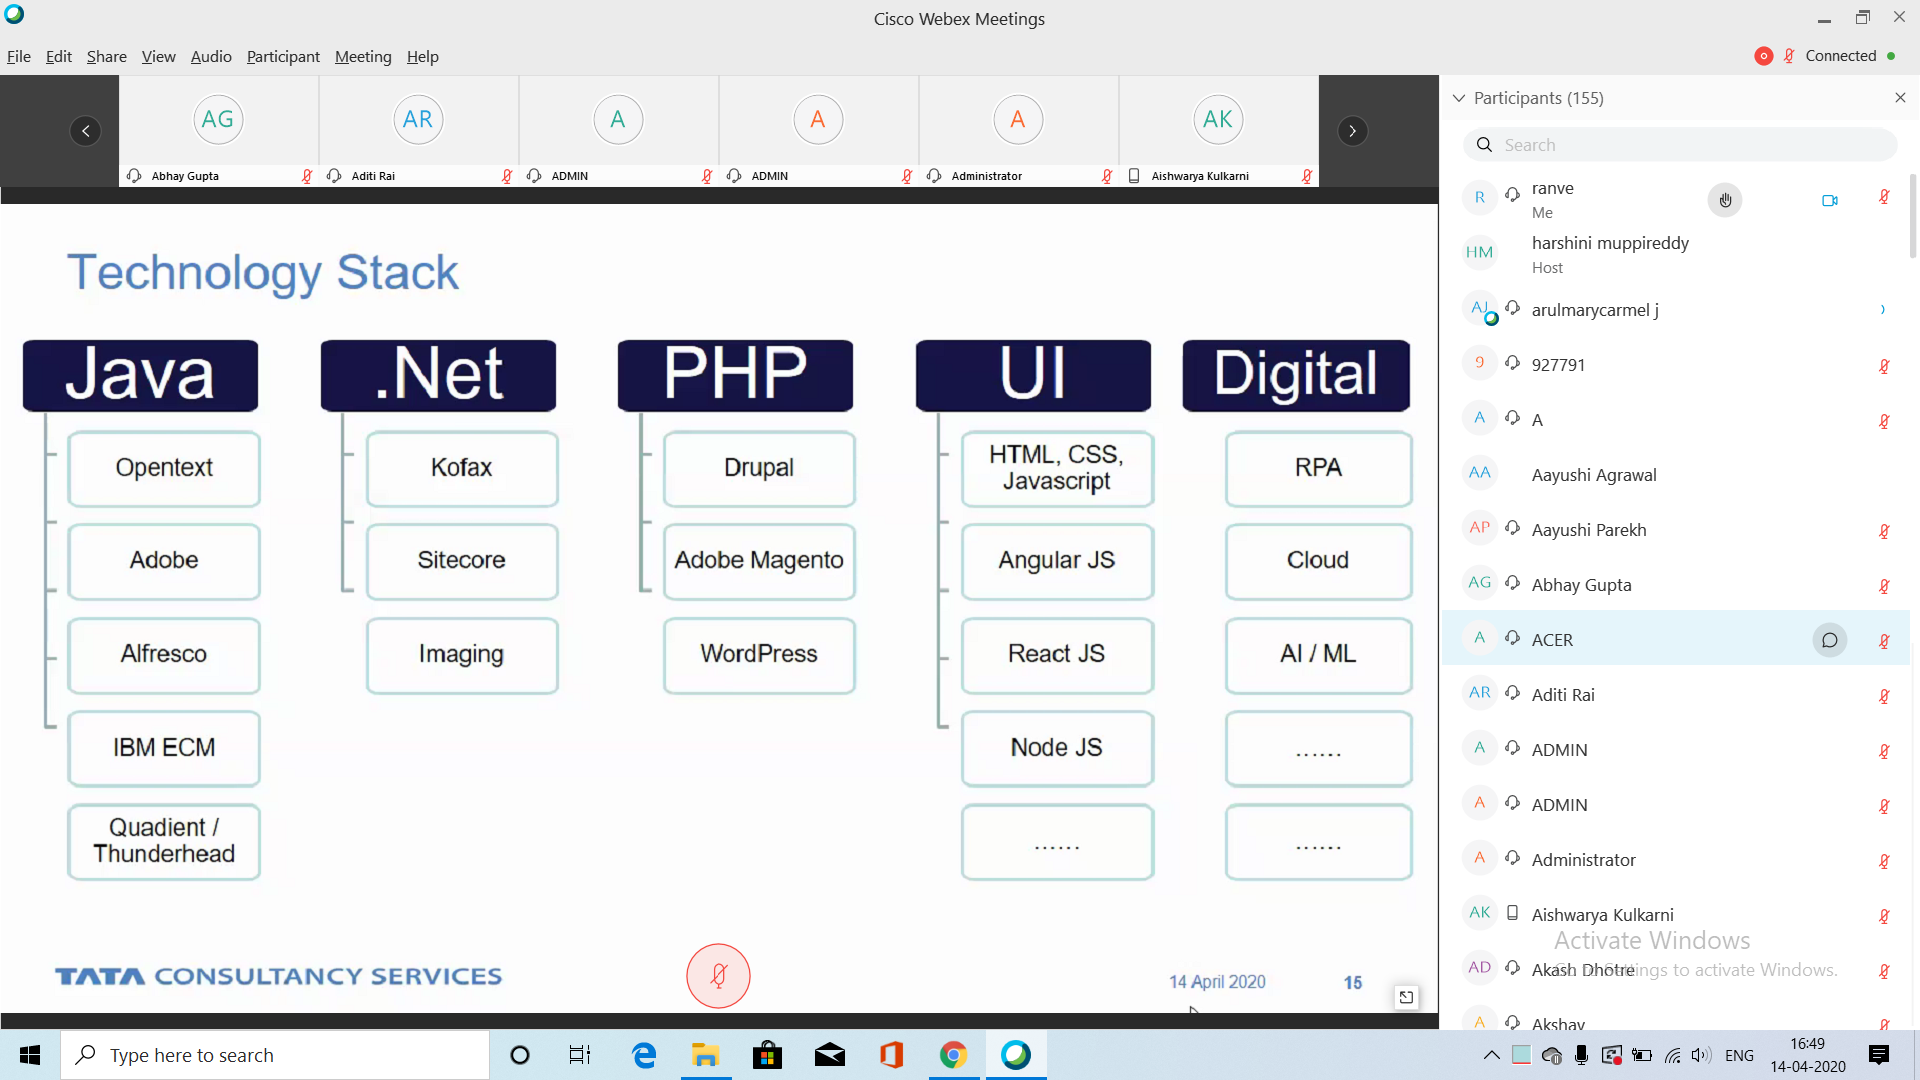 Cisco Webex Meetings
File Edit Share View Audio Participant Meeting Help
Connected
AG
AR
A
A
A
AK
Abhay Gupta
Aditi Rai
ADMIN
ADMIN
Administrator
Aishwarya Kulkarni
Technology Stack
Java
Opentext
Adobe
Alfresco
IBM ECM
Quadient /
Thunderhead
.Net
Kofax
Sitecore
Imaging
PHP
Drupal
Adobe Magento
WordPress
UI
HTML, CSS,
Javascript
Angular JS
React JS
Node JS
......
Digital
RPA
Cloud
AI / ML
......
......
TATA CONSULTANCY SERVICES
14 April 2020
15
Participants (155)
Search
R ranve
Me
HM harshini muppireddy
Host
AJ arulmarycarmel j
9 927791
A A
AA Aayushi Agrawal
AP Aayushi Parekh
AG Abhay Gupta
A ACER
AR Aditi Rai
A ADMIN
A ADMIN
A Administrator
AK Aishwarya Kulkarni
Activate Windows
AD Akash Dhotre
Go to Settings to activate Windows.
A Akshay
Type here to search
ENG
16:49
14-04-2020